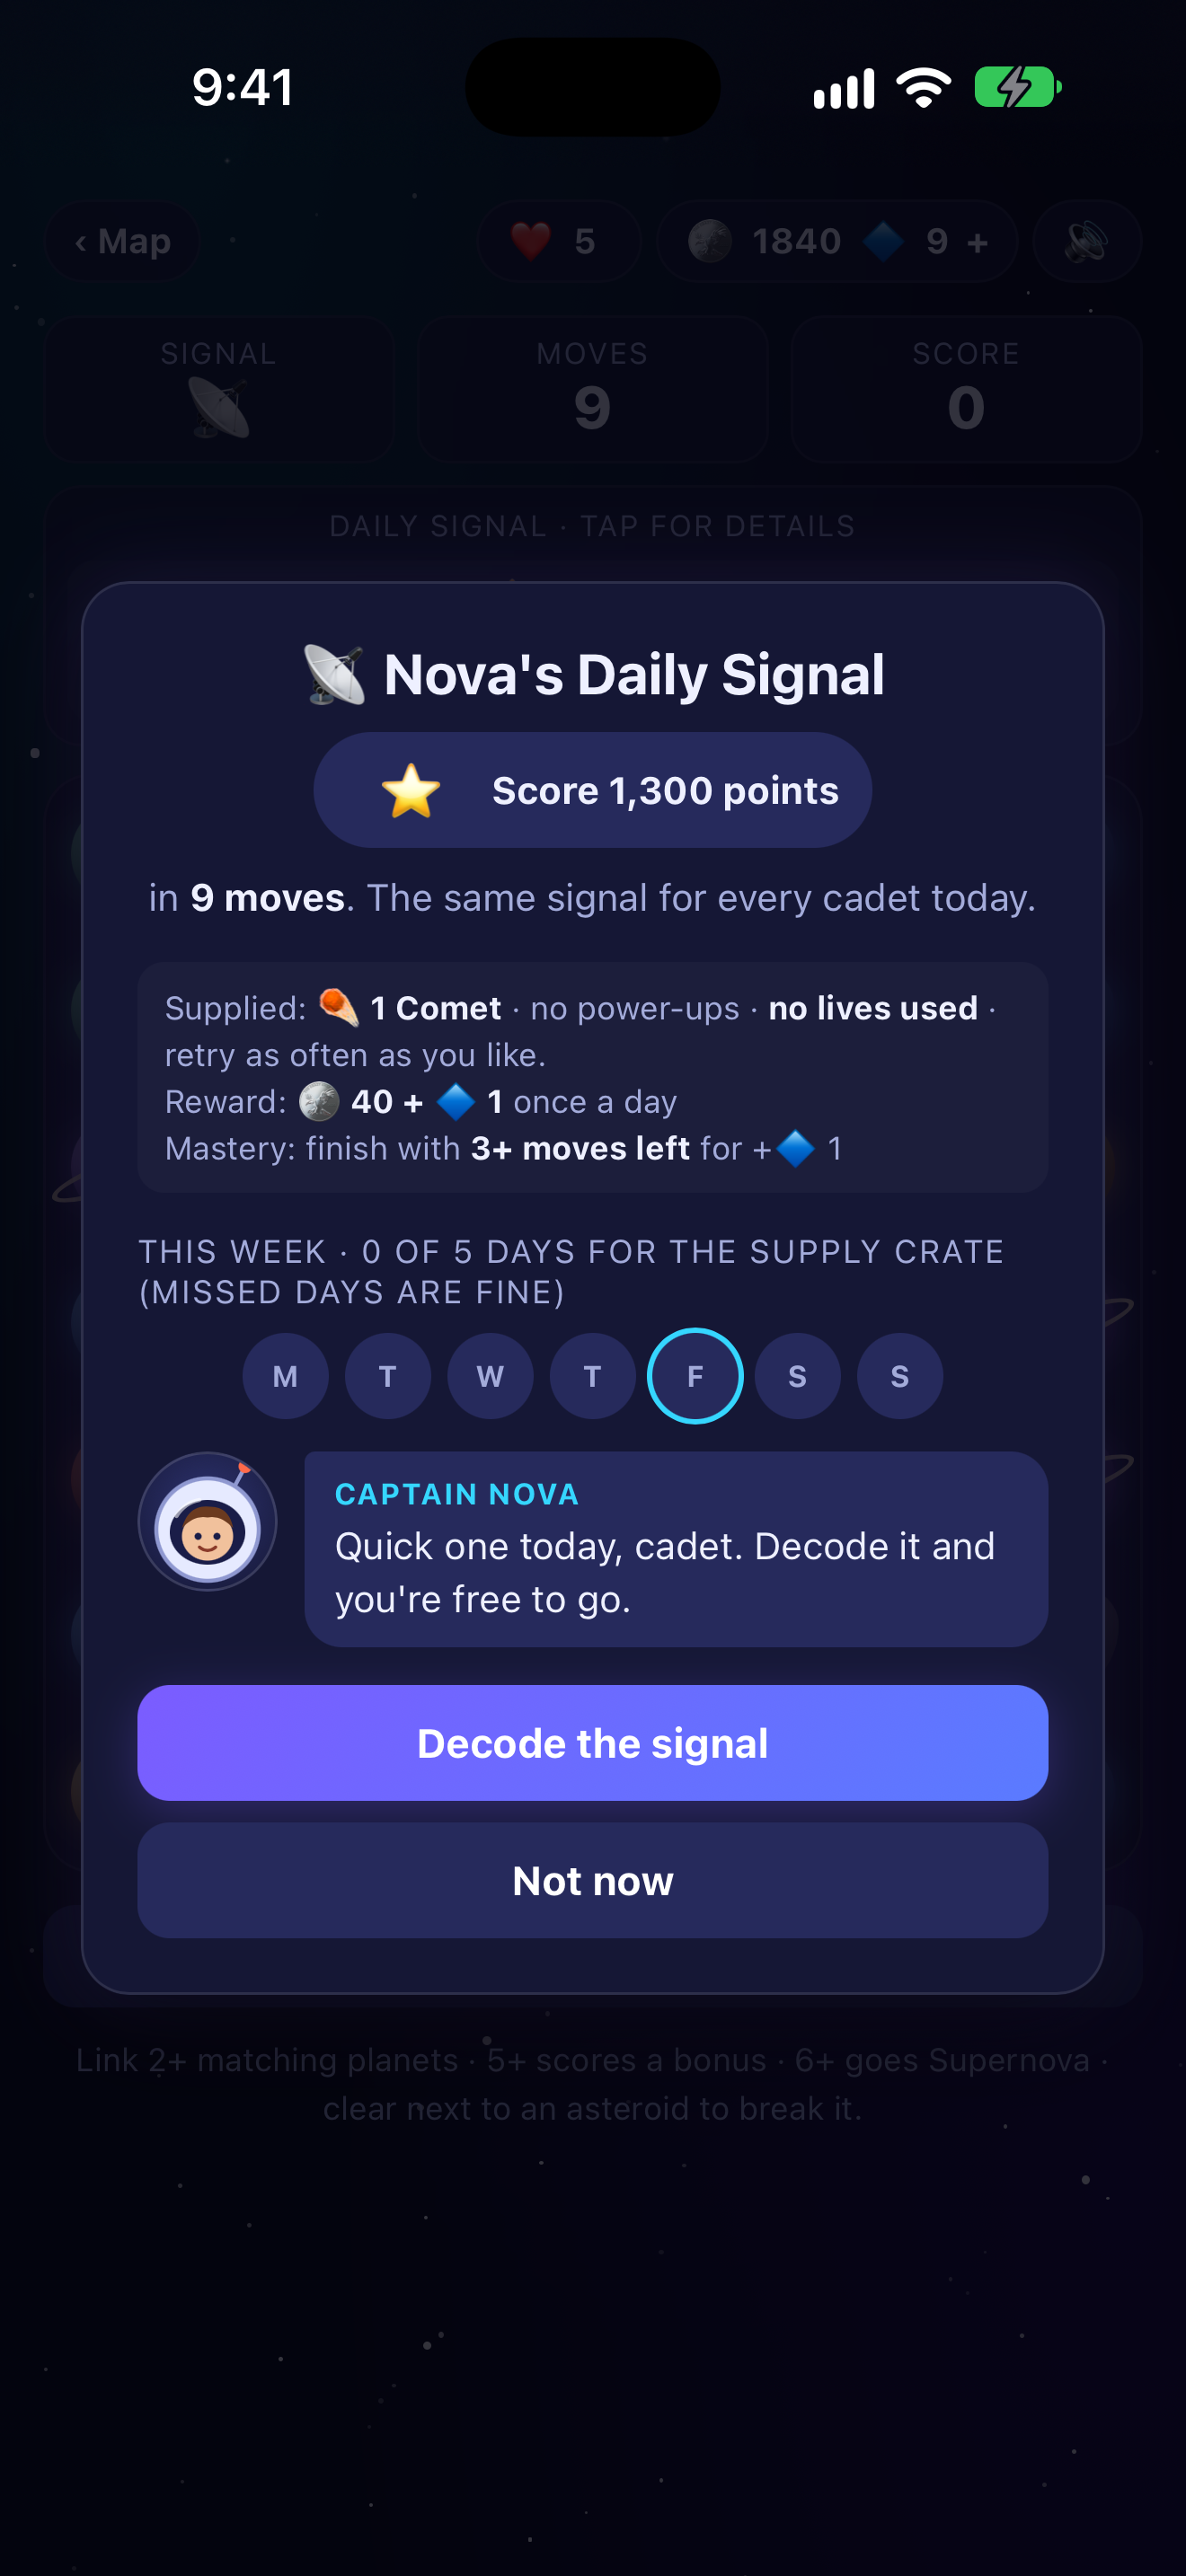 9:41
‹ Map
5
1840 9 +
SIGNAL
MOVES
9
SCORE
0
DAILY SIGNAL · TAP FOR DETAILS
Nova's Daily Signal
Score 1,300 points
in 9 moves. The same signal for every cadet today.
Supplied: 1 Comet · no power-ups · no lives used ·
retry as often as you like.
Reward: 40 + 1 once a day
Mastery: finish with 3+ moves left for + 1
THIS WEEK · 0 OF 5 DAYS FOR THE SUPPLY CRATE
(MISSED DAYS ARE FINE)
M T W T F S S
CAPTAIN NOVA
Quick one today, cadet. Decode it and
you're free to go.
Decode the signal
Not now
Link 2+ matching planets · 5+ scores a bonus · 6+ goes Supernova ·
clear next to an asteroid to break it.